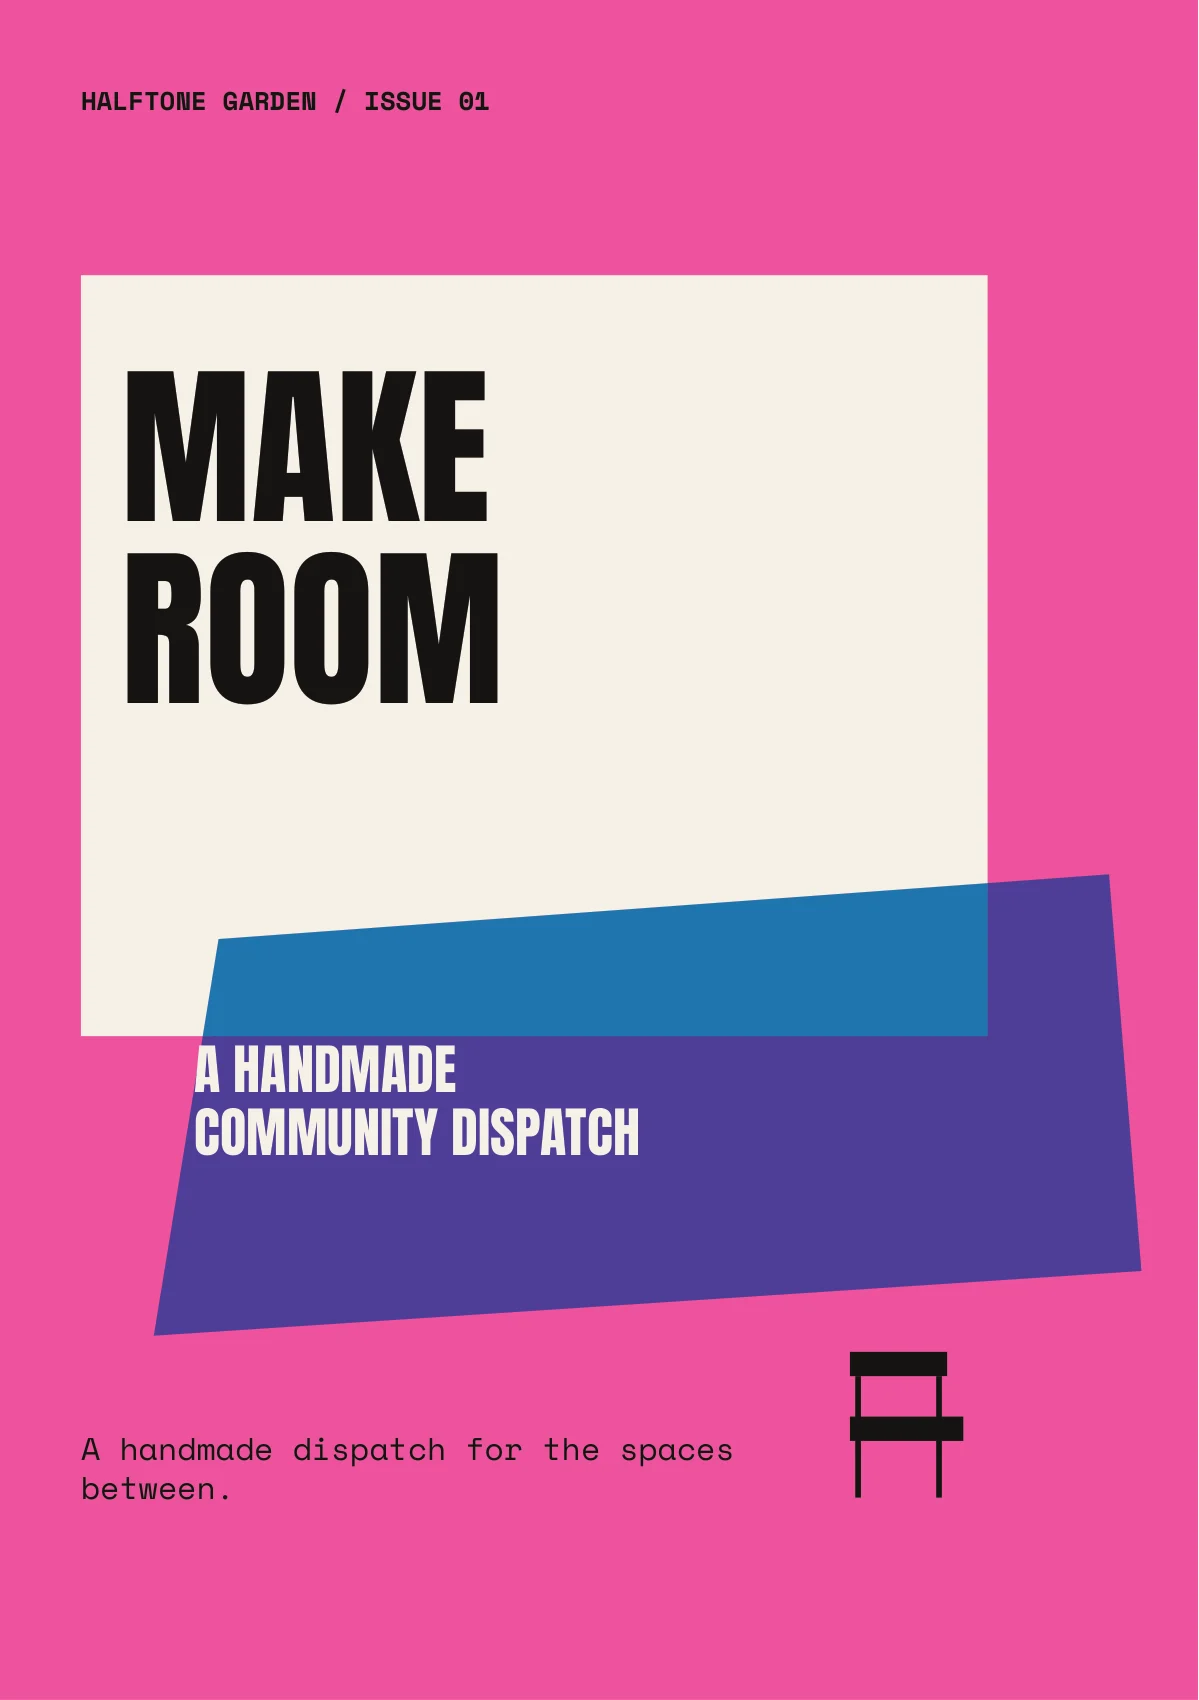 HALFTONE GARDEN / ISSUE 01
MAKE
ROOM
A HANDMADE
COMMUNITY DISPATCH
A handmade dispatch for the spaces
between.